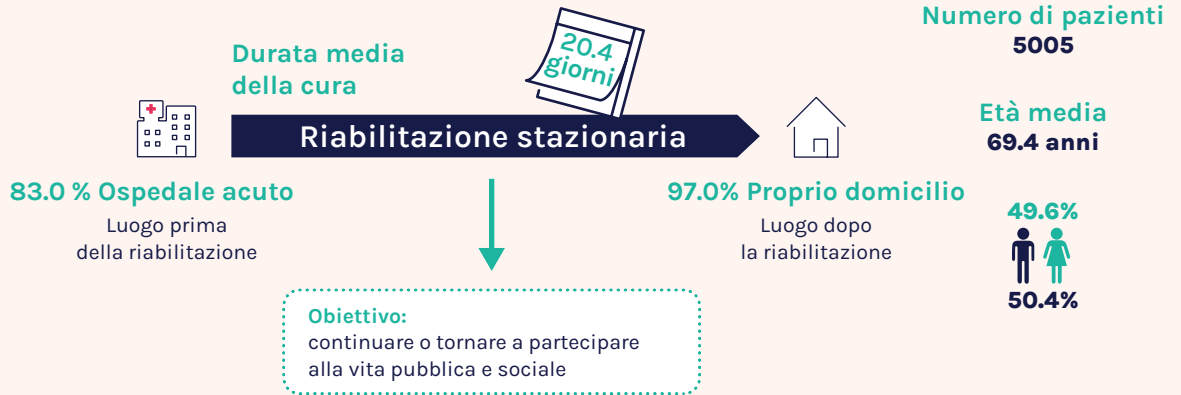 Durata media
della cura
20.4
giorni
Riabilitazione stazionaria
83.0 % Ospedale acuto
Luogo prima
della riabilitazione
97.0% Proprio domicilio
Luogo dopo
la riabilitazione
Obiettivo:
continuare o tornare a partecipare
alla vita pubblica e sociale
Numero di pazienti
5005
Età media
69.4 anni
49.6%
50.4%